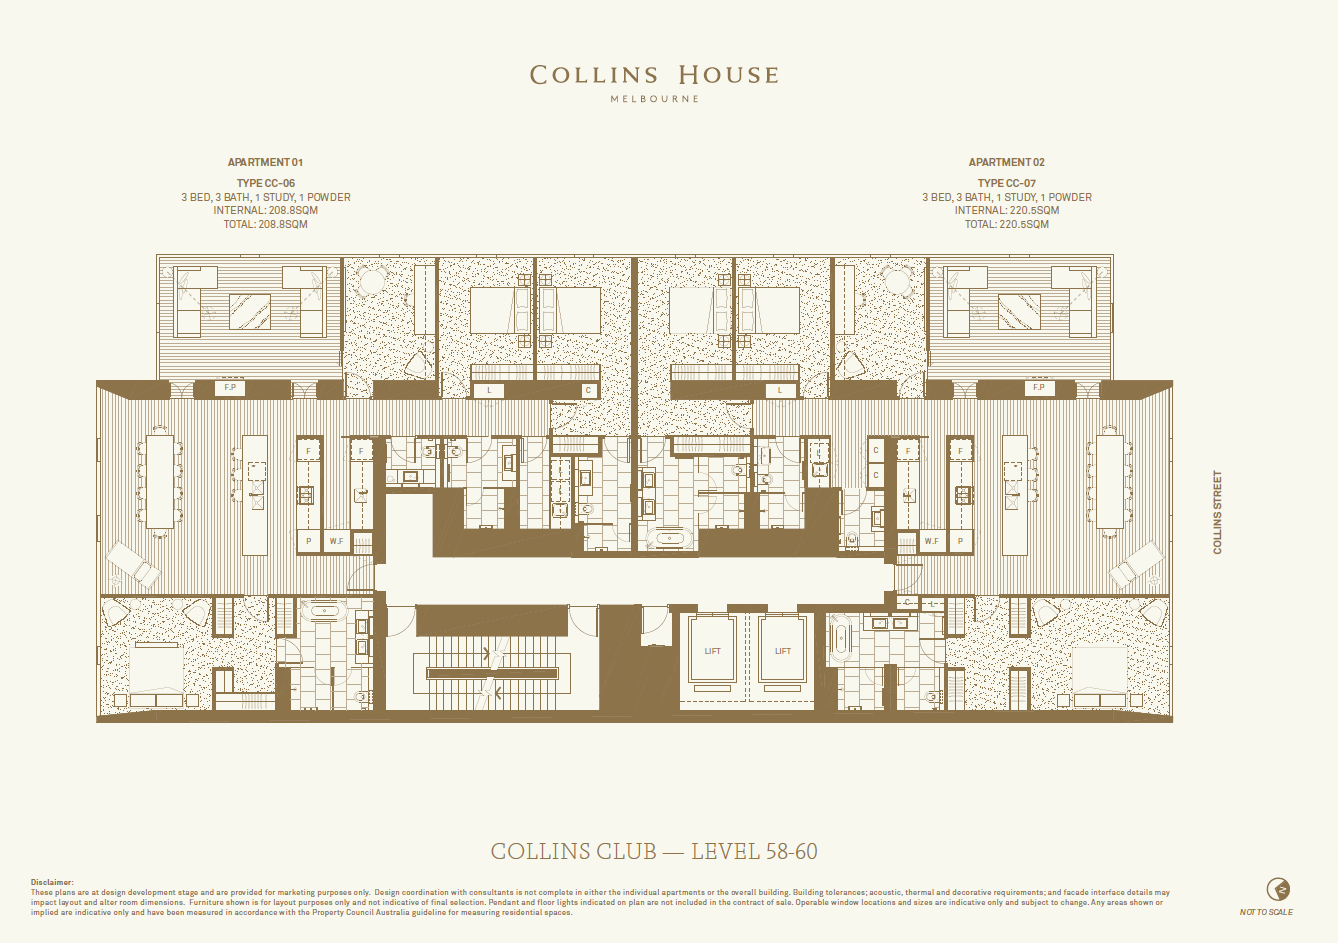 COLLINS HOUSE
MELBOURNE
APARTMENT 01
TYPE CC-06
3 BED, 3 BATH, 1 STUDY, 1 POWDER
INTERNAL: 208.8SQM
TOTAL: 208.8SQM
APARTMENT 02
TYPE CC-07
3 BED, 3 BATH, 1 STUDY, 1 POWDER
INTERNAL: 220.5SQM
TOTAL: 220.5SQM
F.P
L
C
L
F.P
F
F
C
C
F
F
P
W.F
W.F
P
C
L
LIFT
LIFT
COLLINS STREET
COLLINS CLUB — LEVEL 58-60
Disclaimer:
These plans are at design development stage and are provided for marketing purposes only. Design coordination with consultants is not complete in either the individual apartments or the overall building. Building tolerances; acoustic, thermal and decorative requirements; and facade interface details may
impact layout and alter room dimensions. Furniture shown is for layout purposes only and not indicative of final selection. Pendant and floor lights indicated on plan are not included in the contract of sale. Operable window locations and sizes are indicative only and subject to change. Any areas shown or
implied are indicative only and have been measured in accordance with the Property Council Australia guideline for measuring residential spaces.
N
NOT TO SCALE